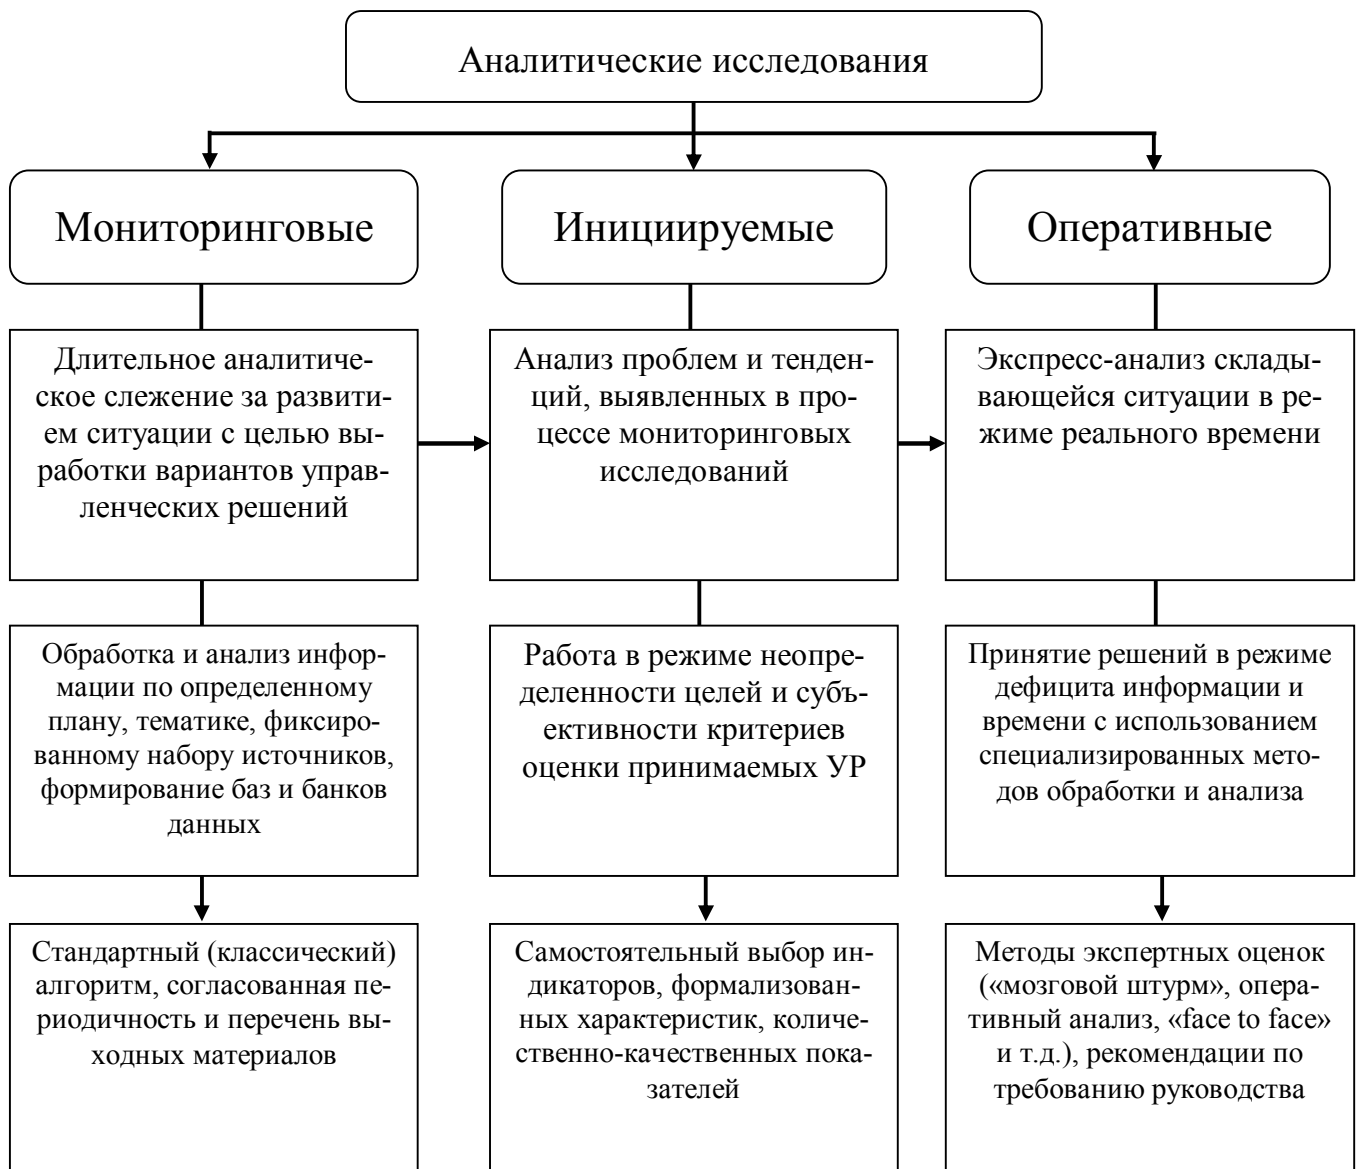 Аналитические исследования
Мониторинговые
Инициируемые
Оперативные
Длительное аналитиче-
ское слежение за развити-
ем ситуации с целью вы-
работки вариантов управ-
ленческих решений
Анализ проблем и тенден-
ций, выявленных в про-
цессе мониторинговых
исследований
Экспресс-анализ склады-
вающейся ситуации в ре-
жиме реального времени
Обработка и анализ инфор-
мации по определенному
плану, тематике, фиксиро-
ванному набору источников,
формирование баз и банков
данных
Работа в режиме неопре-
деленности целей и субъ-
ективности критериев
оценки принимаемых УР
Принятие решений в режиме
дефицита информации и
времени с использованием
специализированных мето-
дов обработки и анализа
Стандартный (классический)
алгоритм, согласованная пе-
риодичность и перечень вы-
ходных материалов
Самостоятельный выбор ин-
дикаторов, формализован-
ных характеристик, количе-
ственно-качественных пока-
зателей
Методы экспертных оценок
(«мозговой штурм», опера-
тивный анализ, «face to face»
и т.д.), рекомендации по
требованию руководства